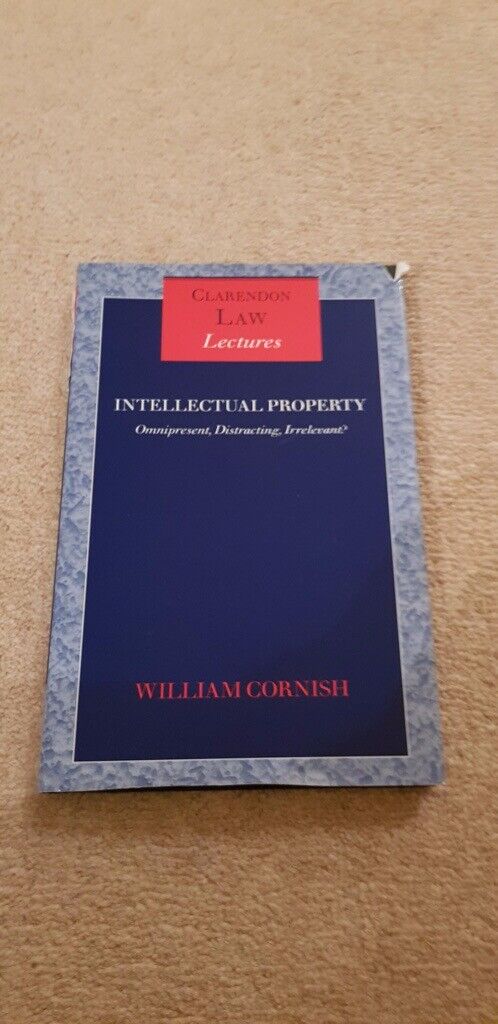 CLARENDON
LAW
Lectures
INTELLECTUAL PROPERTY
Omnipresent, Distracting, Irrelevant?
WILLIAM CORNISH